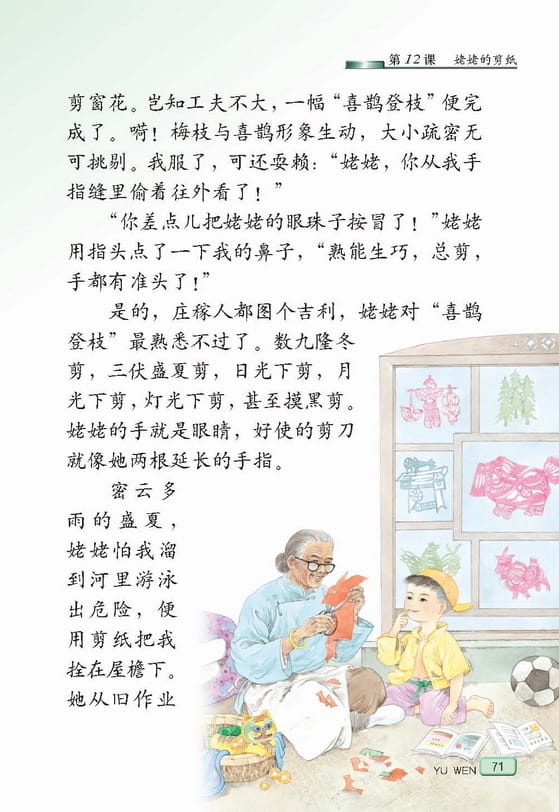 第12课 姥姥的剪纸
剪窗花。岂知工夫不大，一幅“喜鹊登枝”便完
成了。嗬！梅枝与喜鹊形象生动，大小疏密无
可挑剔。我服了，可还耍赖：“姥姥，你从我手
指缝里偷着往外看了！”
“你差点儿把姥姥的眼珠子按冒了！”姥姥
用指头点了一下我的鼻子，“熟能生巧，总剪，
手都有准头了！”
是的，庄稼人都图个吉利，姥姥对“喜鹊
登枝”最熟悉不过了。数九隆冬
剪，三伏盛夏剪，日光下剪，月
光下剪，灯光下剪，甚至摸黑剪。
姥姥的手就是眼睛，好使的剪刀
就像她两根延长的手指。
密云多
雨的盛夏，
姥姥怕我溜
到河里游泳
出危险，便
用剪纸把我
拴在屋檐下。
她从旧作业
YU WEN 71